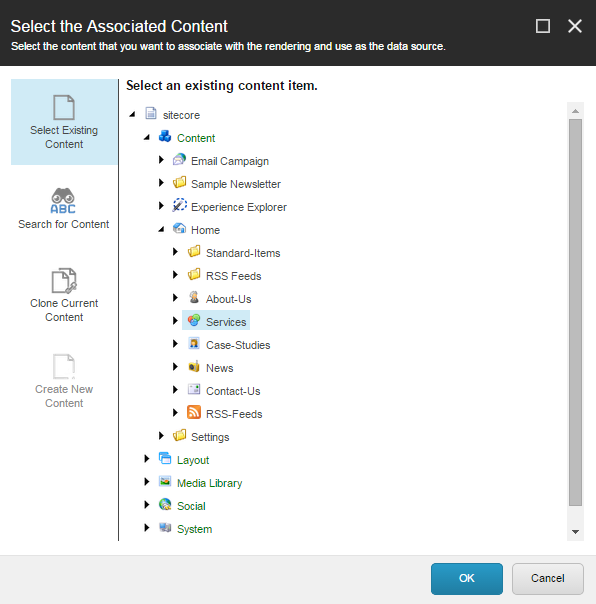 Select the Associated Content
Select the content that you want to associate with the rendering and use as the data source.
Select Existing
Content
ABC
Search for Content
Clone Current
Content
Create New
Content
Select an existing content item.
sitecore
Content
Email Campaign
Sample Newsletter
Experience Explorer
Home
Standard-Items
RSS Feeds
About-Us
Services
Case-Studies
News
Contact-Us
RSS-Feeds
Settings
Layout
Media Library
Social
System
OK
Cancel